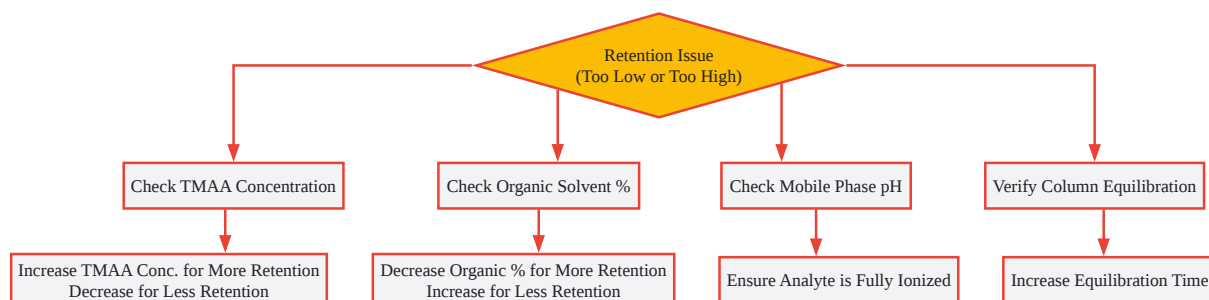 Retention Issue
(Too Low or Too High)
Check TMAA Concentration
Check Organic Solvent %
Check Mobile Phase pH
Verify Column Equilibration
Increase TMAA Conc. for More Retention
Decrease for Less Retention
Decrease Organic % for More Retention
Increase for Less Retention
Ensure Analyte is Fully Ionized
Increase Equilibration Time